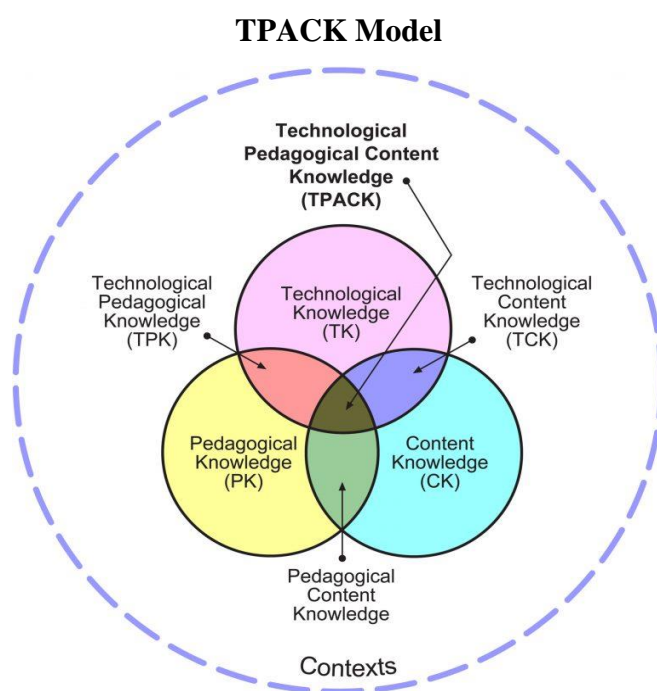 TPACK Model
Technological
Pedagogical Content
Knowledge
(TPACK)
Technological
Pedagogical
Knowledge
(TPK)
Technological
Knowledge
(TK)
Technological
Content
Knowledge
(TCK)
Pedagogical
Knowledge
(PK)
Content
Knowledge
(CK)
Pedagogical
Content
Knowledge
Contexts